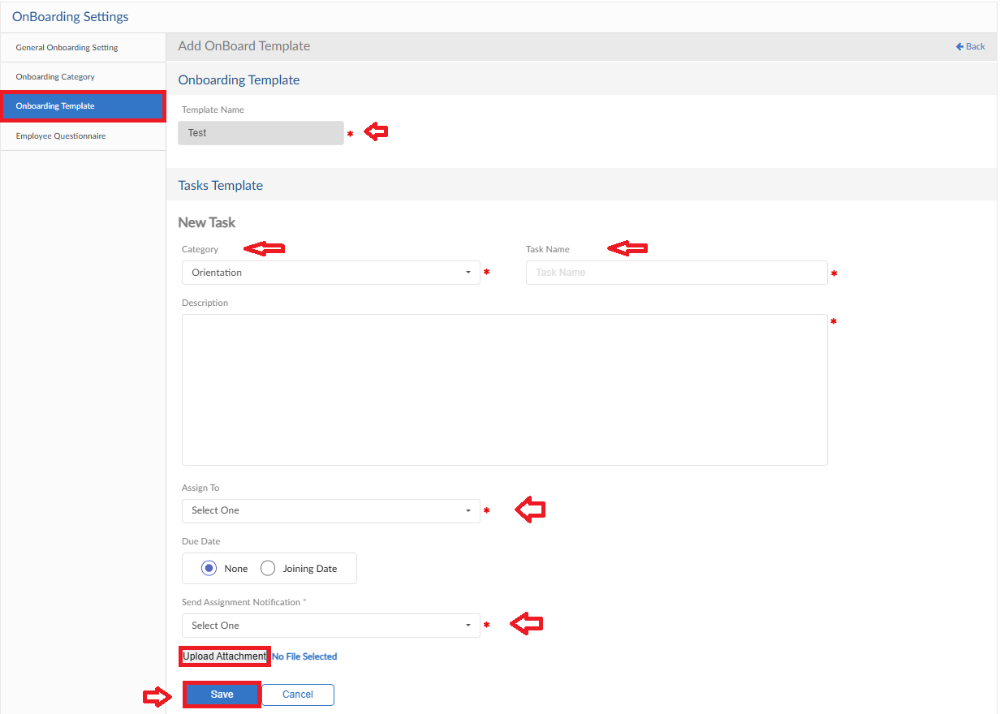 OnBoarding Settings
General Onboarding Setting
Onboarding Category
Onboarding Template
Employee Questionnaire
Add OnBoard Template
Back
Onboarding Template
Template Name
Test *
Tasks Template
New Task
Category
Task Name
Orientation *
Task Name *
Description
*
Assign To
Select One *
Due Date
None Joining Date
Send Assignment Notification *
Select One *
Upload Attachment No File Selected
Save Cancel